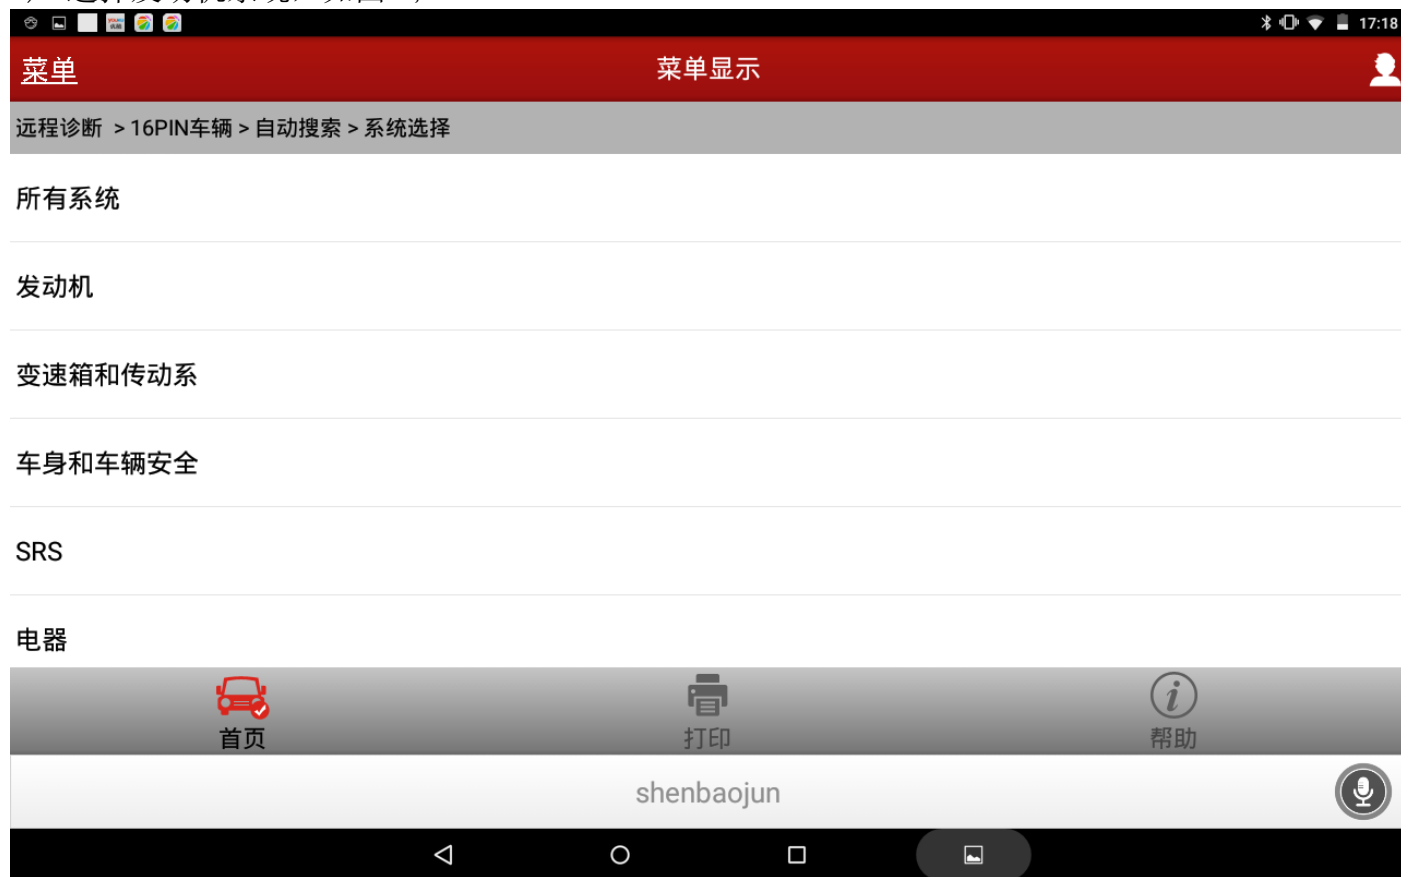 17:18
菜单
菜单显示
远程诊断 > 16PIN车辆 > 自动搜索 > 系统选择
所有系统
发动机
变速箱和传动系
车身和车辆安全
SRS
电器
首页
打印
帮助
shenbaojun